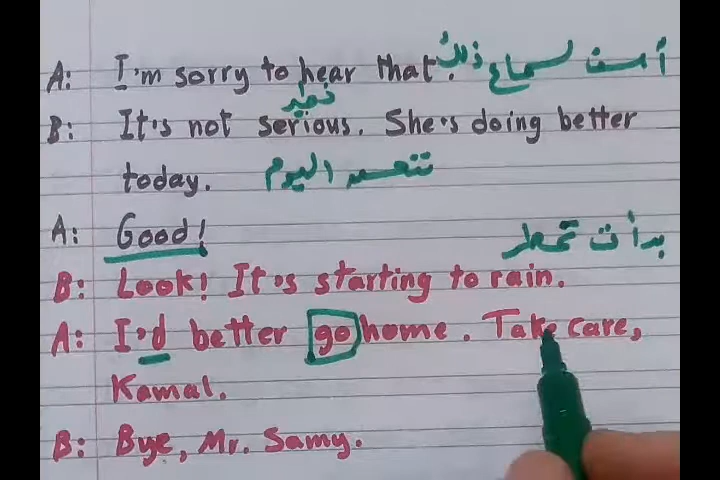 A: I'm sorry to hear that. أسف لسماع ذلك
خطير
B: It's not serious. She's doing better
today. تتحسن اليوم
A: Good!
بدأت تمطر
B: Look! It's starting to rain.
A: I'd better go home. Take care,
Kamal.
B: Bye, Mr. Samy.